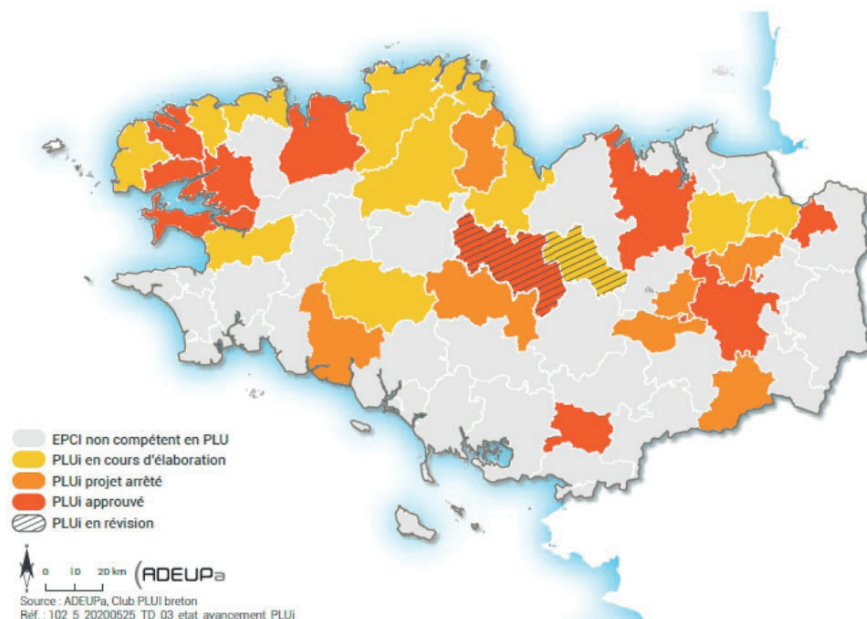 EPCI non compétent en PLU
PLUi en cours d'élaboration
PLUi projet arrêté
PLUi approuvé
PLUi en révision
0 10 20 km
ADEUPa
Source : ADEUPa, Club PLUI breton
Réf. : 102_5_20200525_TD_03_etat_avancement_PLUi